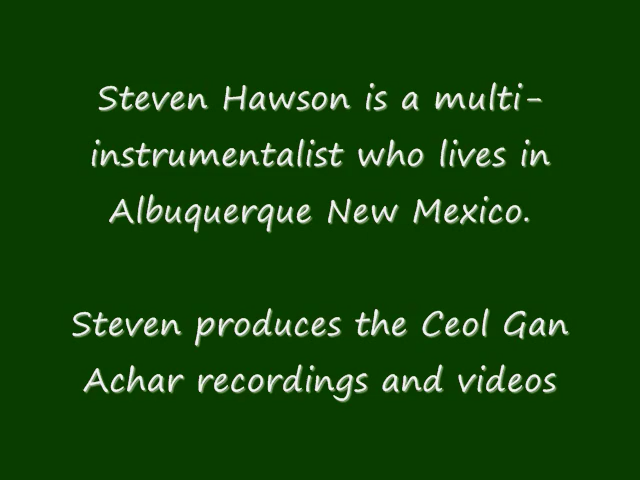 Steven Hawson is a multi-
instrumentalist who lives in
Albuquerque New Mexico.
Steven produces the Ceol Gan
Achar recordings and videos